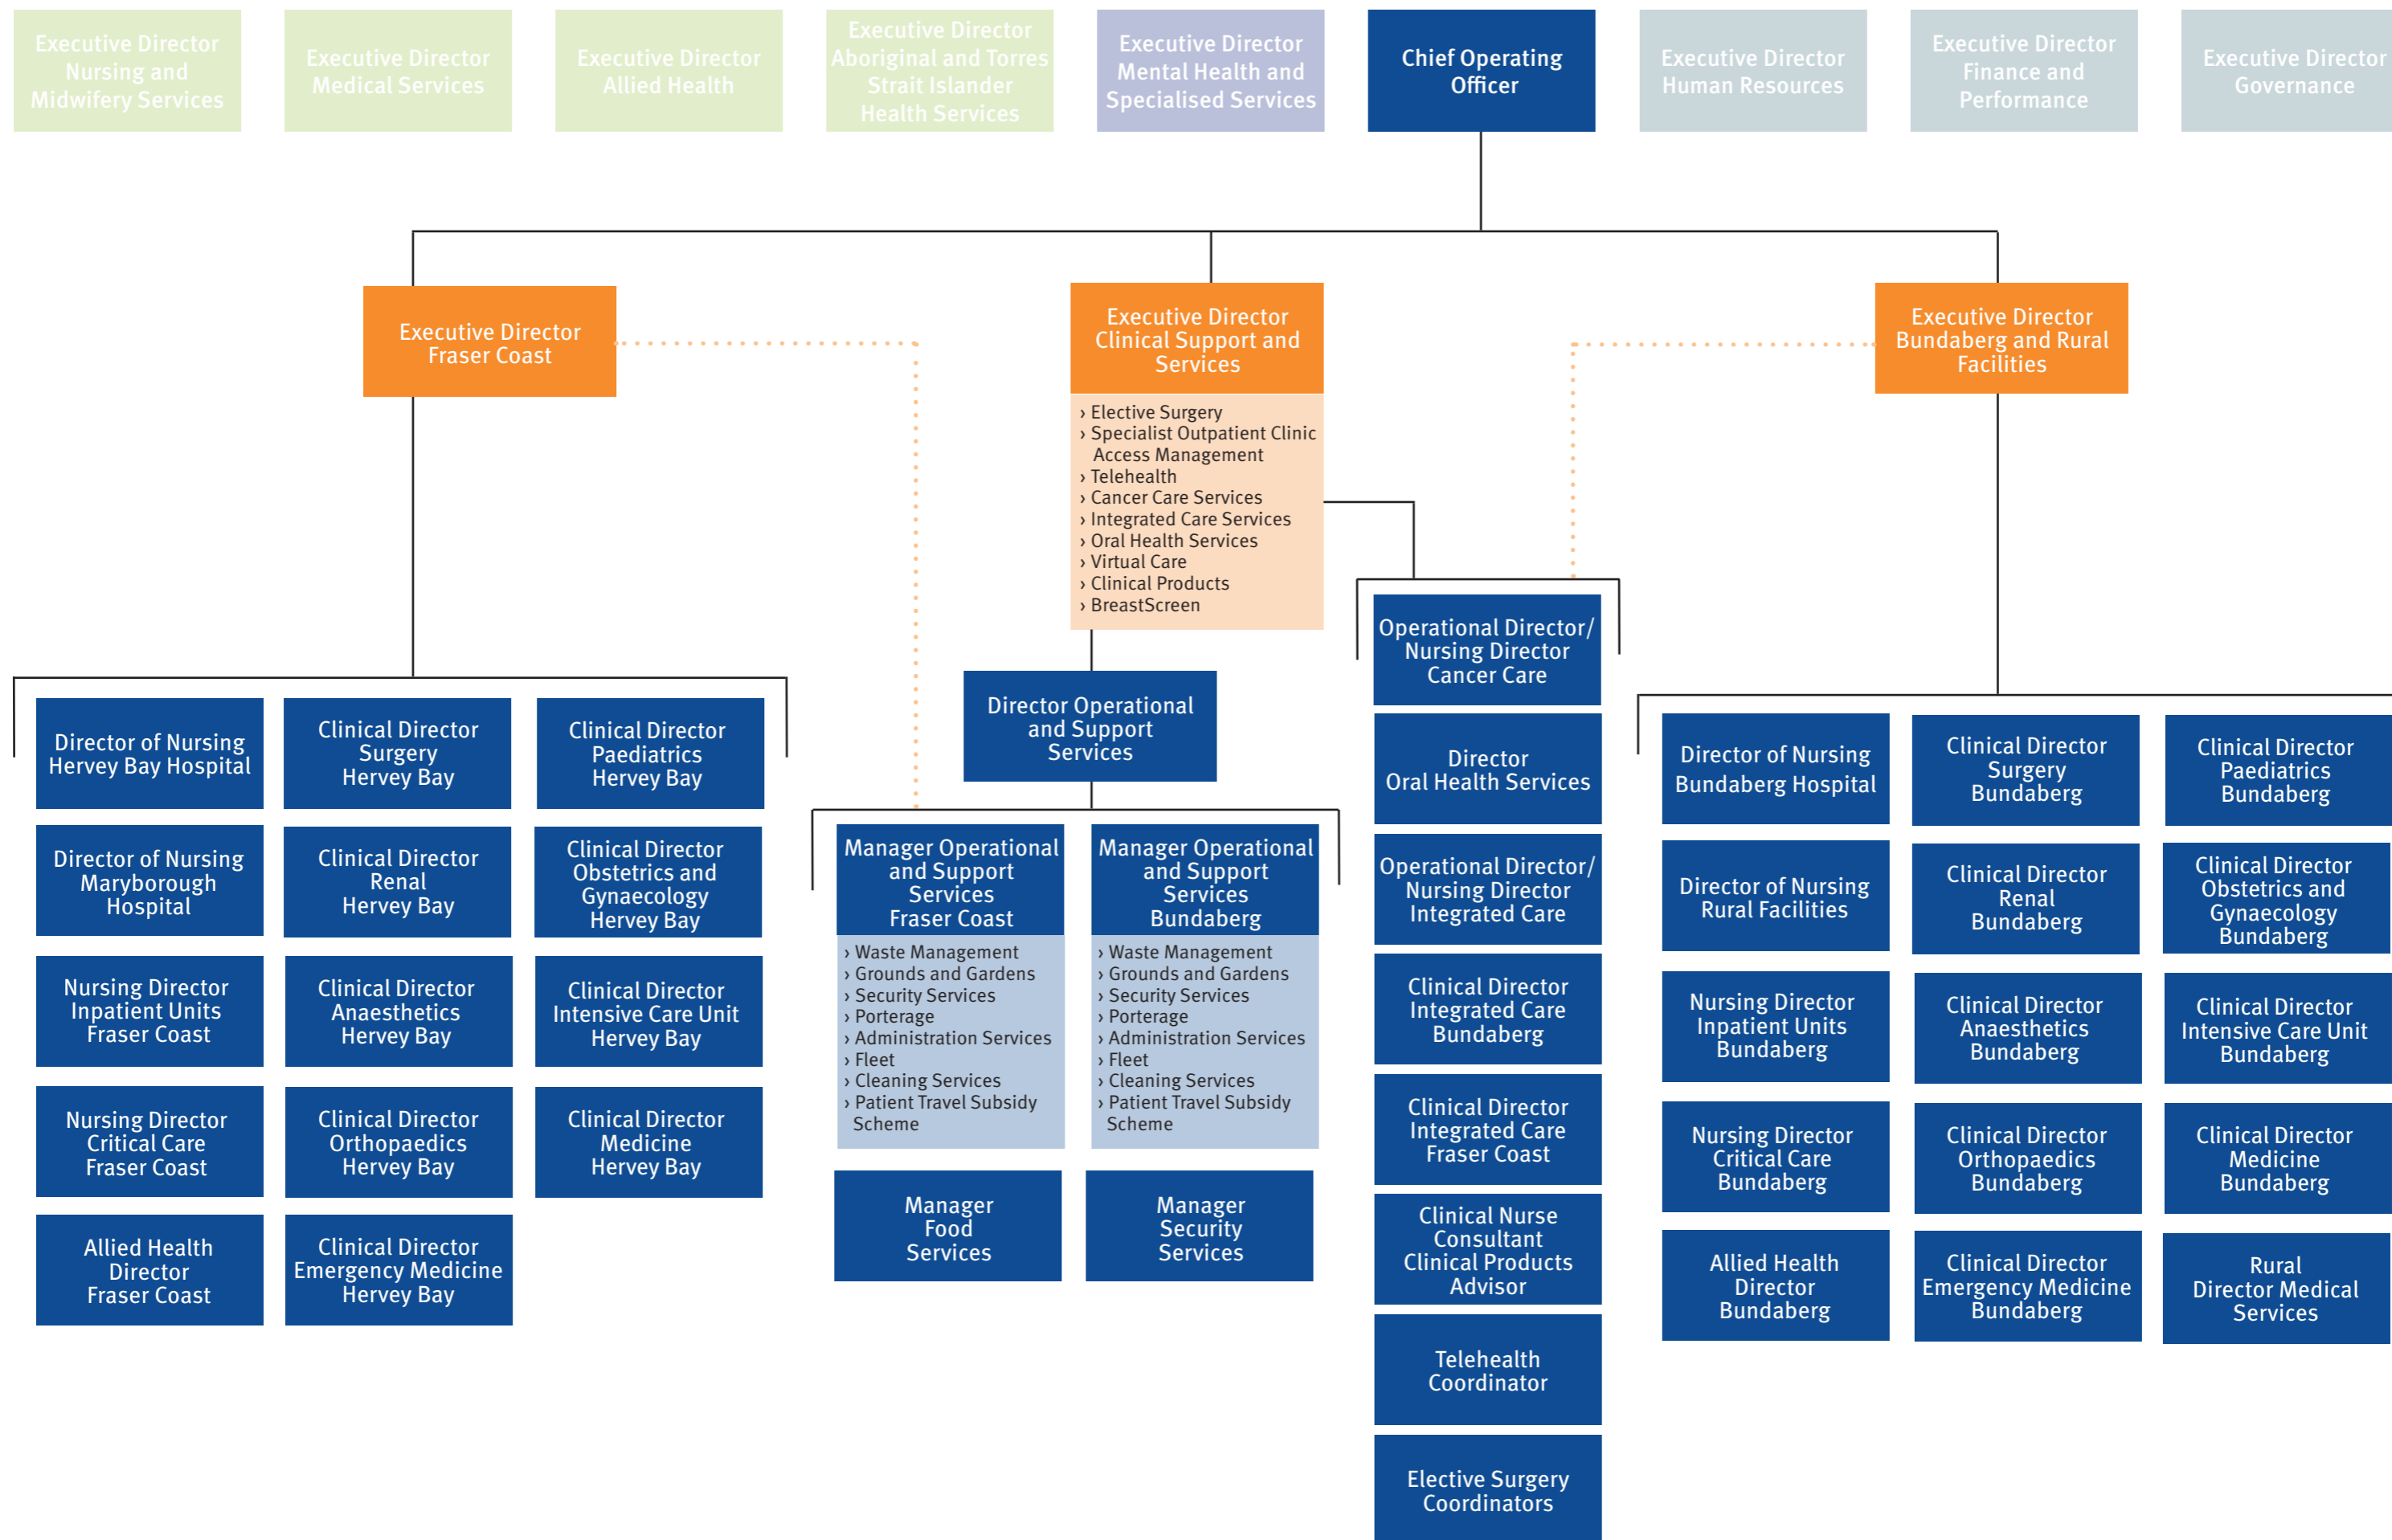 Executive Director
Nursing and
Midwifery Services
Executive Director
Medical Services
Executive Director
Allied Health
Executive Director
Aboriginal and Torres
Strait Islander
Health Services
Executive Director
Mental Health and
Specialised Services
Chief Operating
Officer
Executive Director
Human Resources
Executive Director
Finance and
Performance
Executive Director
Governance
Executive Director
Fraser Coast
Executive Director
Clinical Support and
Services
› Elective Surgery
› Specialist Outpatient Clinic
Access Management
› Telehealth
› Cancer Care Services
› Integrated Care Services
› Oral Health Services
› Virtual Care
› Clinical Products
› BreastScreen
Executive Director
Bundaberg and Rural
Facilities
Director of Nursing
Hervey Bay Hospital
Clinical Director
Surgery
Hervey Bay
Clinical Director
Paediatrics
Hervey Bay
Director of Nursing
Maryborough
Hospital
Clinical Director
Renal
Hervey Bay
Clinical Director
Obstetrics and
Gynaecology
Hervey Bay
Nursing Director
Inpatient Units
Fraser Coast
Clinical Director
Anaesthetics
Hervey Bay
Clinical Director
Intensive Care Unit
Hervey Bay
Nursing Director
Critical Care
Fraser Coast
Clinical Director
Orthopaedics
Hervey Bay
Clinical Director
Medicine
Hervey Bay
Allied Health
Director
Fraser Coast
Clinical Director
Emergency Medicine
Hervey Bay
Director Operational
and Support
Services
Manager Operational
and Support
Services
Fraser Coast
› Waste Management
› Grounds and Gardens
› Security Services
› Porterage
› Administration Services
› Fleet
› Cleaning Services
› Patient Travel Subsidy
Scheme
Manager Operational
and Support
Services
Bundaberg
› Waste Management
› Grounds and Gardens
› Security Services
› Porterage
› Administration Services
› Fleet
› Cleaning Services
› Patient Travel Subsidy
Scheme
Manager
Food
Services
Manager
Security
Services
Operational Director/
Nursing Director
Cancer Care
Director
Oral Health Services
Operational Director/
Nursing Director
Integrated Care
Clinical Director
Integrated Care
Bundaberg
Clinical Director
Integrated Care
Fraser Coast
Clinical Nurse
Consultant
Clinical Products
Advisor
Telehealth
Coordinator
Elective Surgery
Coordinators
Director of Nursing
Bundaberg Hospital
Clinical Director
Surgery
Bundaberg
Clinical Director
Paediatrics
Bundaberg
Director of Nursing
Rural Facilities
Clinical Director
Renal
Bundaberg
Clinical Director
Obstetrics and
Gynaecology
Bundaberg
Nursing Director
Inpatient Units
Bundaberg
Clinical Director
Anaesthetics
Bundaberg
Clinical Director
Intensive Care Unit
Bundaberg
Nursing Director
Critical Care
Bundaberg
Clinical Director
Orthopaedics
Bundaberg
Clinical Director
Medicine
Bundaberg
Allied Health
Director
Bundaberg
Clinical Director
Emergency Medicine
Bundaberg
Rural
Director Medical
Services